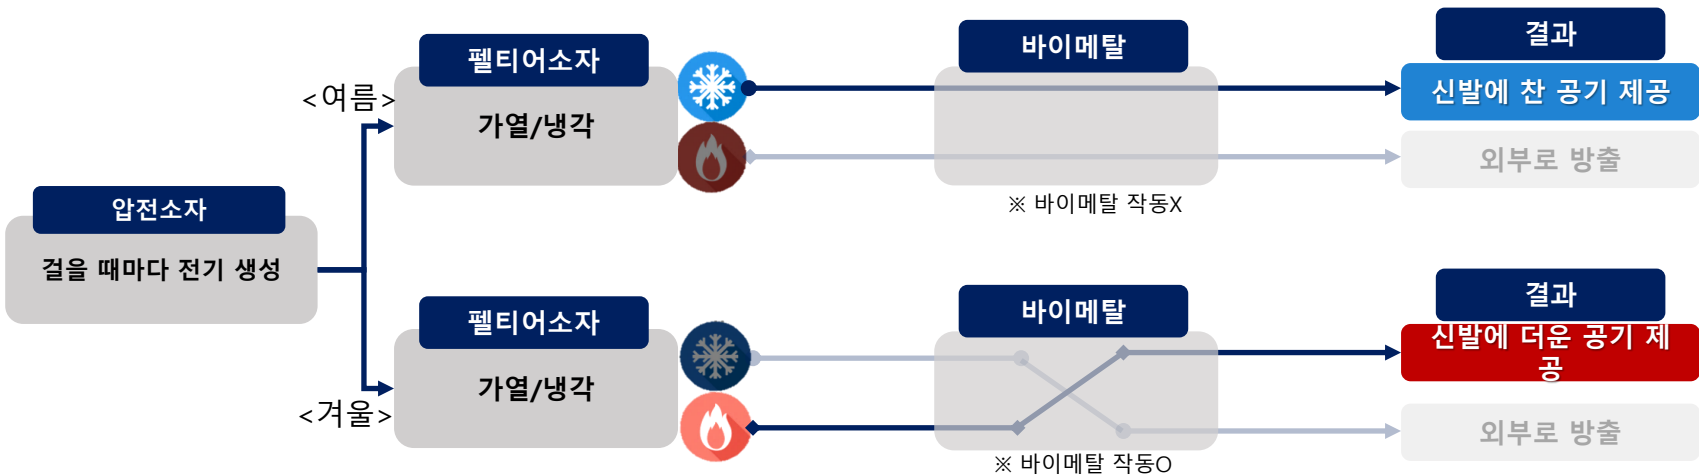 압전소자
걸을 때마다 전기 생성
<여름>
펠티어소자
가열/냉각
바이메탈
※ 바이메탈 작동X
결과
신발에 찬 공기 제공
외부로 방출
<겨울>
펠티어소자
가열/냉각
바이메탈
※ 바이메탈 작동O
결과
신발에 더운 공기 제
공
외부로 방출